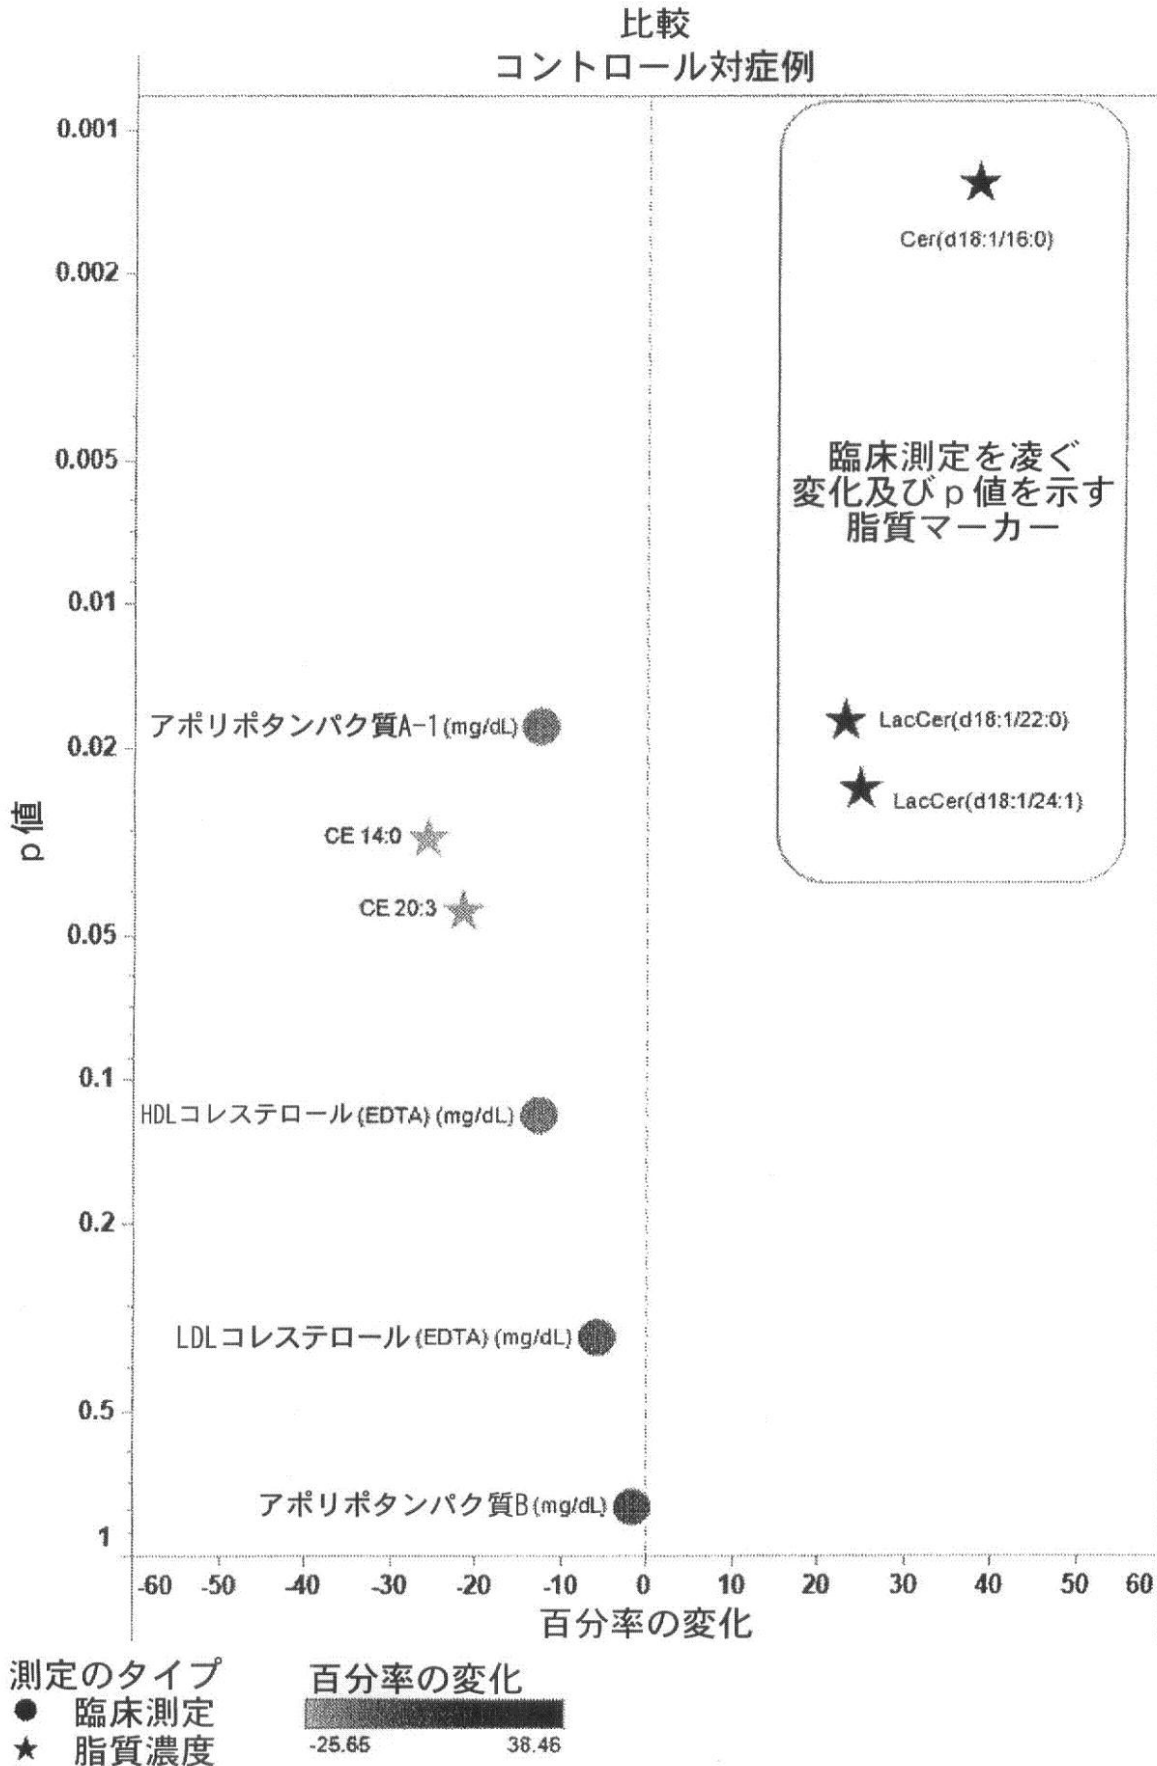 比較
コントロール対症例
0.001
Cer(d18:1/16:0)
0.002
0.005
臨床測定を凌ぐ
変化及びp値を示す
脂質マーカー
0.01
アポリポタンパク質A-1(mg/dL)
LacCer(d18:1/22:0)
0.02
LacCer(d18:1/24:1)
p値
CE 14:0
CE 20:3
0.05
0.1
HDLコレステロール(EDTA) (mg/dL)
0.2
LDLコレステロール(EDTA) (mg/dL)
0.5
アポリポタンパク質B(mg/dL)
1
-60 -50 -40 -30 -20 -10 0 10 20 30 40 50 60
百分率の変化
測定のタイプ
臨床測定
脂質濃度
百分率の変化
-25.65 38.46